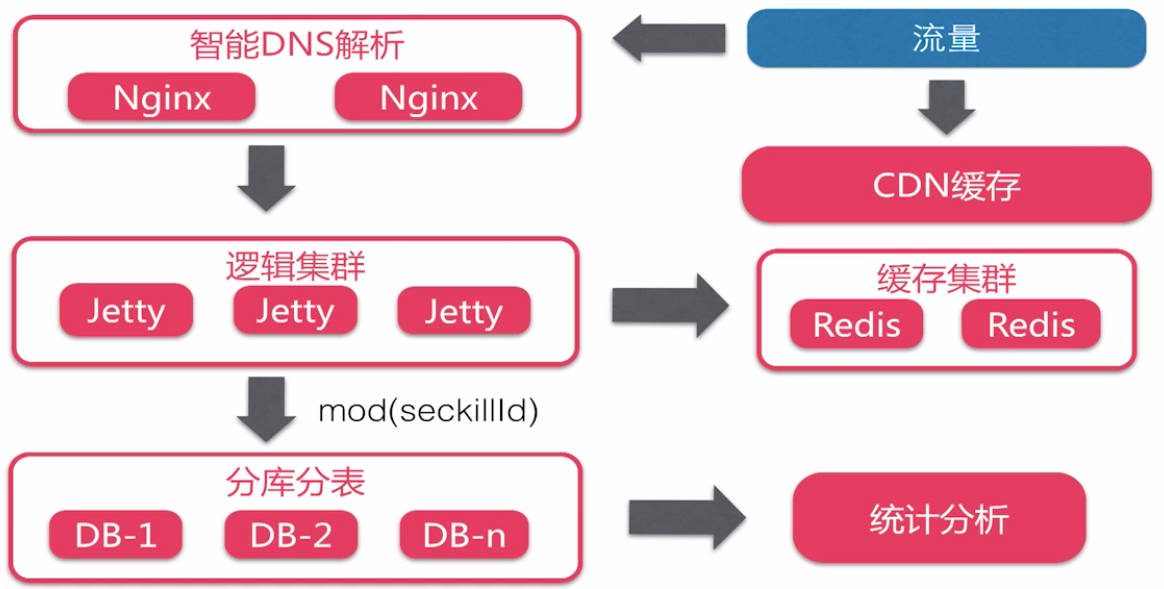 智能DNS解析
Nginx Nginx
流量
CDN缓存
逻辑集群
Jetty Jetty Jetty
缓存集群
Redis Redis
mod(seckillId)
分库分表
DB-1 DB-2 DB-n
统计分析